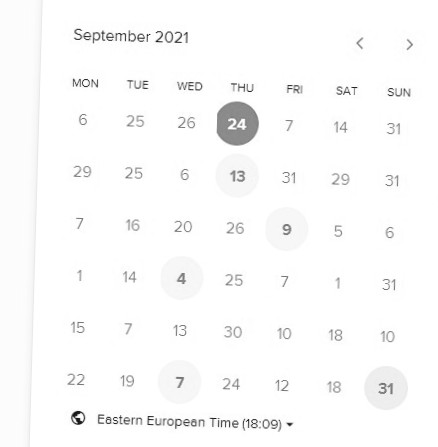 September 2021 < >
MON TUE WED THU FRI SAT SUN
6 25 26 24 7 14 31
29 25 6 13 31 29 31
7 16 20 26 9 5 6
1 14 4 25 7 1 31
15 7 13 30 10 18 10
22 19 7 24 12 18 31
Eastern European Time (18:09)